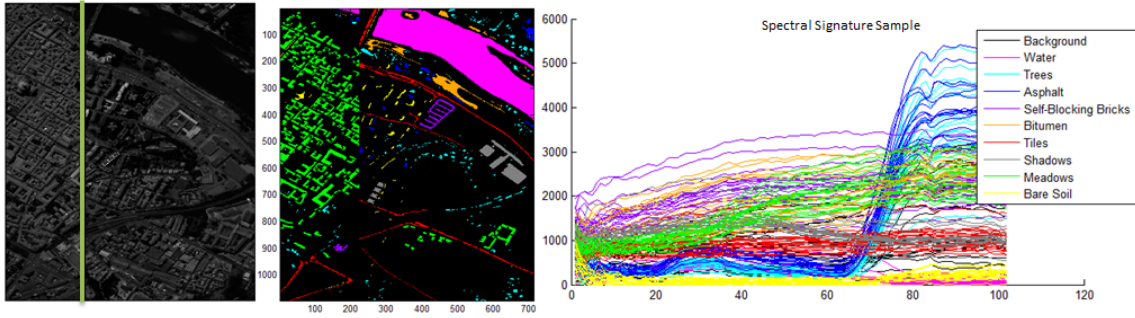 100
200
300
400
500
600
700
800
900
1000
100 200 300 400 500 600 700
Spectral Signature Sample
6000
5000
4000
3000
2000
1000
0
0 20 40 60 80 100 120
Background
Water
Trees
Asphalt
Self-Blocking Bricks
Bitumen
Tiles
Shadows
Meadows
Bare Soil